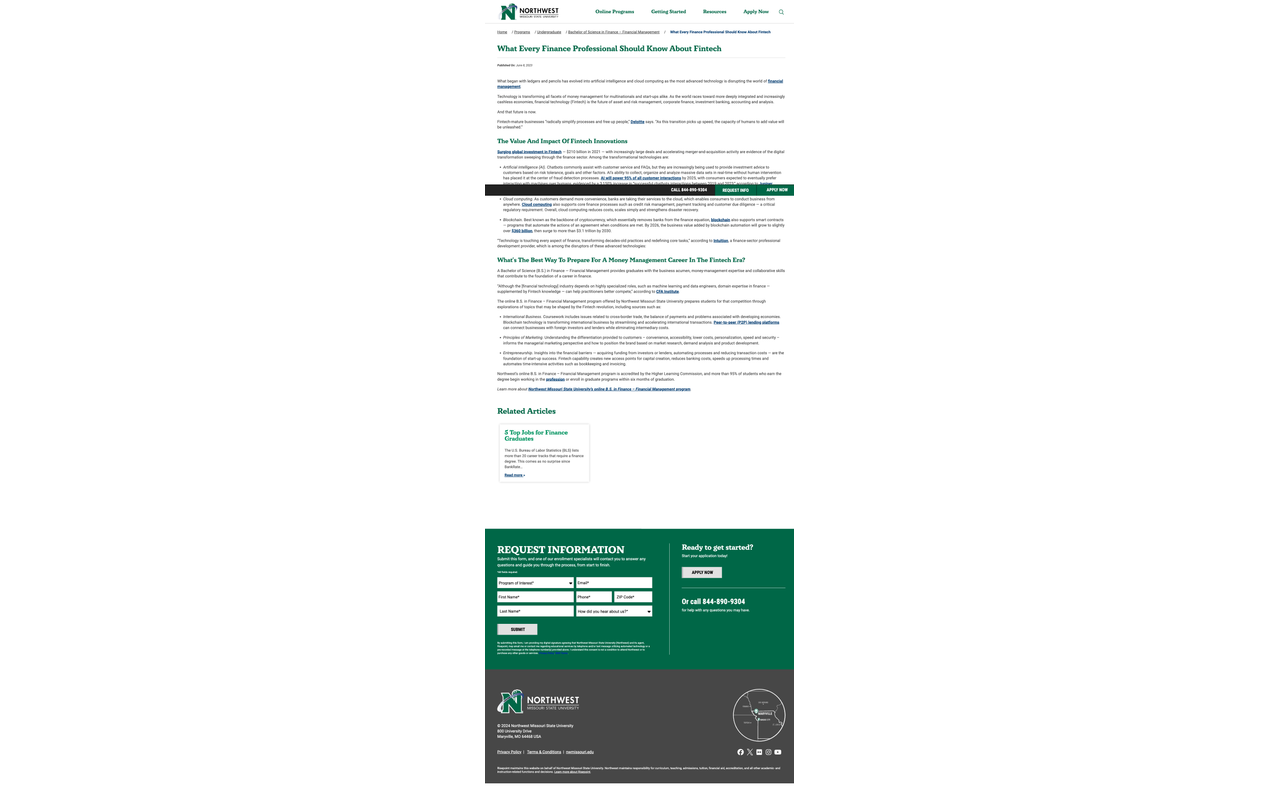 NORTHWEST
MISSOURI STATE UNIVERSITY
Online Programs
Getting Started
Resources
Apply Now
Home / Programs / Undergraduate / Bachelor of Science in Finance – Financial Management / What Every Finance Professional Should Know About Fintech
What Every Finance Professional Should Know About Fintech
Published On: June 8, 2021
What began with ledgers and pencils has evolved into artificial intelligence and cloud computing as the most advanced technology is disrupting the world of financial
management.
Technology is transforming all facets of money management for multinationals and start-ups alike. As the world races toward more deeply integrated and increasingly
cashless economies, financial technology (Fintech) is the future of asset and risk management, corporate finance, investment banking, accounting and analysis.
And that future is now.
Fintech-mature businesses "radically simplify processes and free up people," Deloitte says. "As this transition picks up speed, the capacity of humans to add value will
be unleashed."
The Value And Impact Of Fintech Innovations
Surging global investment in Fintech – $210 billion in 2021 – with increasingly large deals and accelerating merger-and-acquisition activity are evidence of the digital
transformation sweeping through the finance sector. Among the transformational technologies are:
• Artificial intelligence (AI). Chatbots commonly assist with customer service and FAQs, but they are increasingly being used to provide investment advice to
customers based on risk tolerance, goals and other factors. AI's ability to collect, organize and analyze massive data sets in real-time without human intervention
has placed it at the center of fraud detection processes. AI will power 95% of all customer interactions by 2025, with consumers expected to eventually prefer
CALL 844-890-9304
REQUEST INFO
APPLY NOW
• Cloud computing: As customers demand more convenience, banks are taking their services to the cloud, which enables consumers to conduct business from
anywhere. Cloud computing also supports core finance processes such as credit risk management, payment tracking and customer due diligence — a critical
regulatory requirement. Overall, cloud computing reduces costs, scales simply and strengthens disaster recovery.
• Blockchain. Best-known as the backbone of cryptocurrency, which essentially removes banks from the finance equation, blockchain also supports smart contracts
— programs that automate the actions of an agreement when conditions are met. By 2026, the business value added by blockchain automation will grow to slightly
over $360 billion, then surge to more than $3.1 trillion by 2030.
"Technology is touching every aspect of finance, transforming decades-old practices and redefining core tasks," according to Intuition, a finance-sector professional
development provider, which is among the disruptors of these advanced technologies.
What's The Best Way To Prepare For A Money Management Career In The Fintech Era?
A Bachelor of Science (B.S.) in Finance – Financial Management provides graduates with the business acumen, money-management expertise and collaborative skills
that contribute to the foundation of a career in finance.
"Although the [financial technology] industry depends on highly specialized roles, such as machine learning and data engineers, domain expertise in finance —
supplemented by Fintech knowledge — can help practitioners better compete," according to CFA Institute.
The online B.S. in Finance – Financial Management program offered by Northwest Missouri State University prepares students for that competition through
explorations of topics that may be shaped by the Fintech revolution, including sources such as:
• International Business. Coursework includes issues related to cross-border trade, the balance of payments and problems associated with developing economies.
Blockchain technology is transforming international business by streamlining and accelerating international transactions. Peer-to-peer (P2P) lending platforms
can connect businesses with foreign investors and lenders while eliminating intermediary costs.
• Principles of Marketing: Understanding the differentiation provided to customers – convenience, accessibility, lower costs, personalization, speed and security –
informs the managerial marketing perspective and how to position the brand based on market research, demand analysis and product development.
• Entrepreneurship. Insights into the financial barriers — acquiring funding from investors or lenders, automating processes and reducing transaction costs — are the
foundation of start-up success. Fintech capability creates new access points for capital creation, reduces banking costs, speeds up processing times and
automates time-intensive activities such as bookkeeping and invoicing.
Northwest's online B.S. in Finance – Financial Management program is accredited by the Higher Learning Commission, and more than 95% of students who earn the
degree begin working in the profession or enroll in graduate programs within six months of graduation.
Learn more about Northwest Missouri State University's online B.S. in Finance – Financial Management program
Related Articles
5 Top Jobs for Finance
Graduates
The U.S. Bureau of Labor Statistics (BLS) lists
more than 20 career tracks that require a finance
degree. This comes as no surprise since
BankRate...
Read more »
REQUEST INFORMATION
Submit this form, and one of our enrollment specialists will contact you to answer any
questions and guide you through the process, from start to finish.
*All fields required.
Program of Interest*
Email*
First Name*
Phone*
ZIP Code*
Last Name*
How did you hear about us?*
SUBMIT
Ready to get started?
Start your application today!
APPLY NOW
Or call 844-890-9304
for help with any questions you may have.
NORTHWEST
MISSOURI STATE UNIVERSITY
© 2024 Northwest Missouri State University
800 University Drive
Maryville, MO 64468 USA
Privacy Policy | Terms & Conditions | nwmissouri.edu
Risepoint maintains this website on behalf of Northwest Missouri State University. Northwest maintains responsibility for curriculum, teaching, admissions, tuition, financial aid, accreditation, and all other academic- and
instruction-related functions and decisions. Learn more about Risepoint.